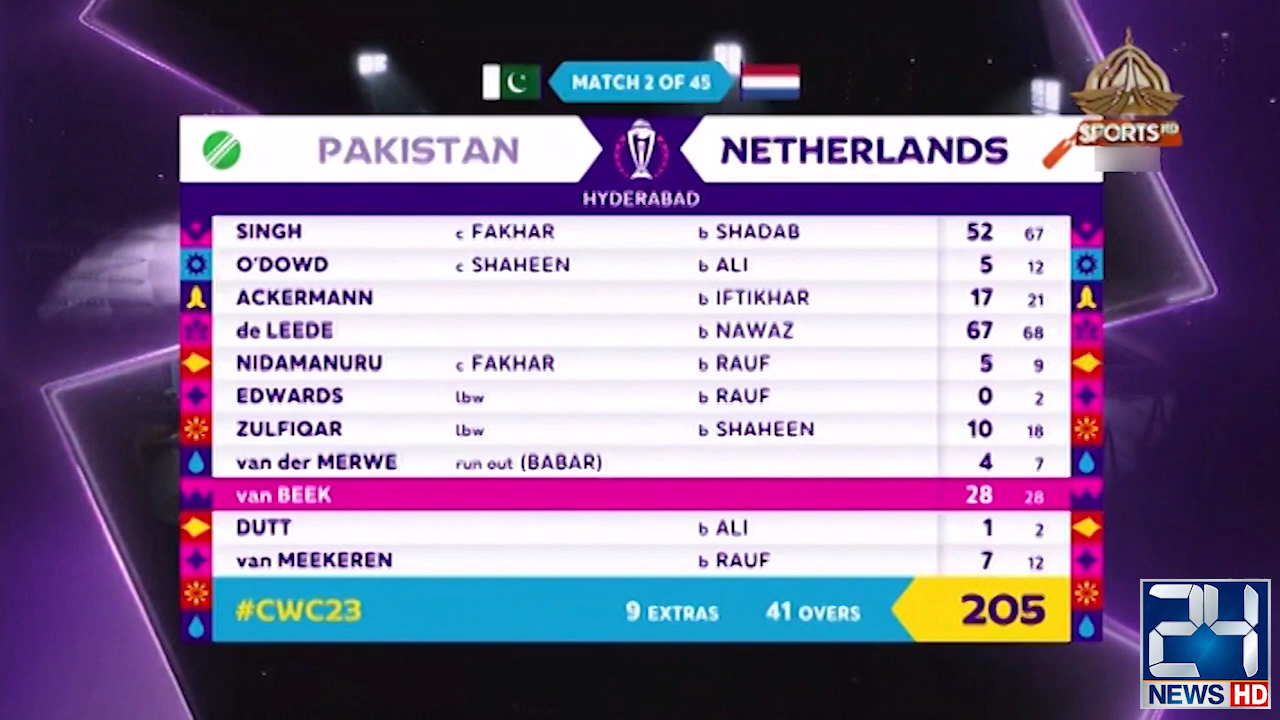 MATCH 2 OF 45
SPORTS HD
PAKISTAN NETHERLANDS
HYDERABAD
SINGH c FAKHAR b SHADAB 52 67
O'DOWD c SHAHEEN b ALI 5 12
ACKERMANN b IFTIKHAR 17 21
de LEEDE b NAWAZ 67 68
NIDAMANURU c FAKHAR b RAUF 5 9
EDWARDS lbw b RAUF 0 2
ZULFIQAR lbw b SHAHEEN 10 18
van der MERWE run out (BABAR) 4 7
van BEEK 28 28
DUTT b ALI 1 2
van MEEKEREN b RAUF 7 12
#CWC23 9 EXTRAS 41 OVERS 205
24
NEWS HD